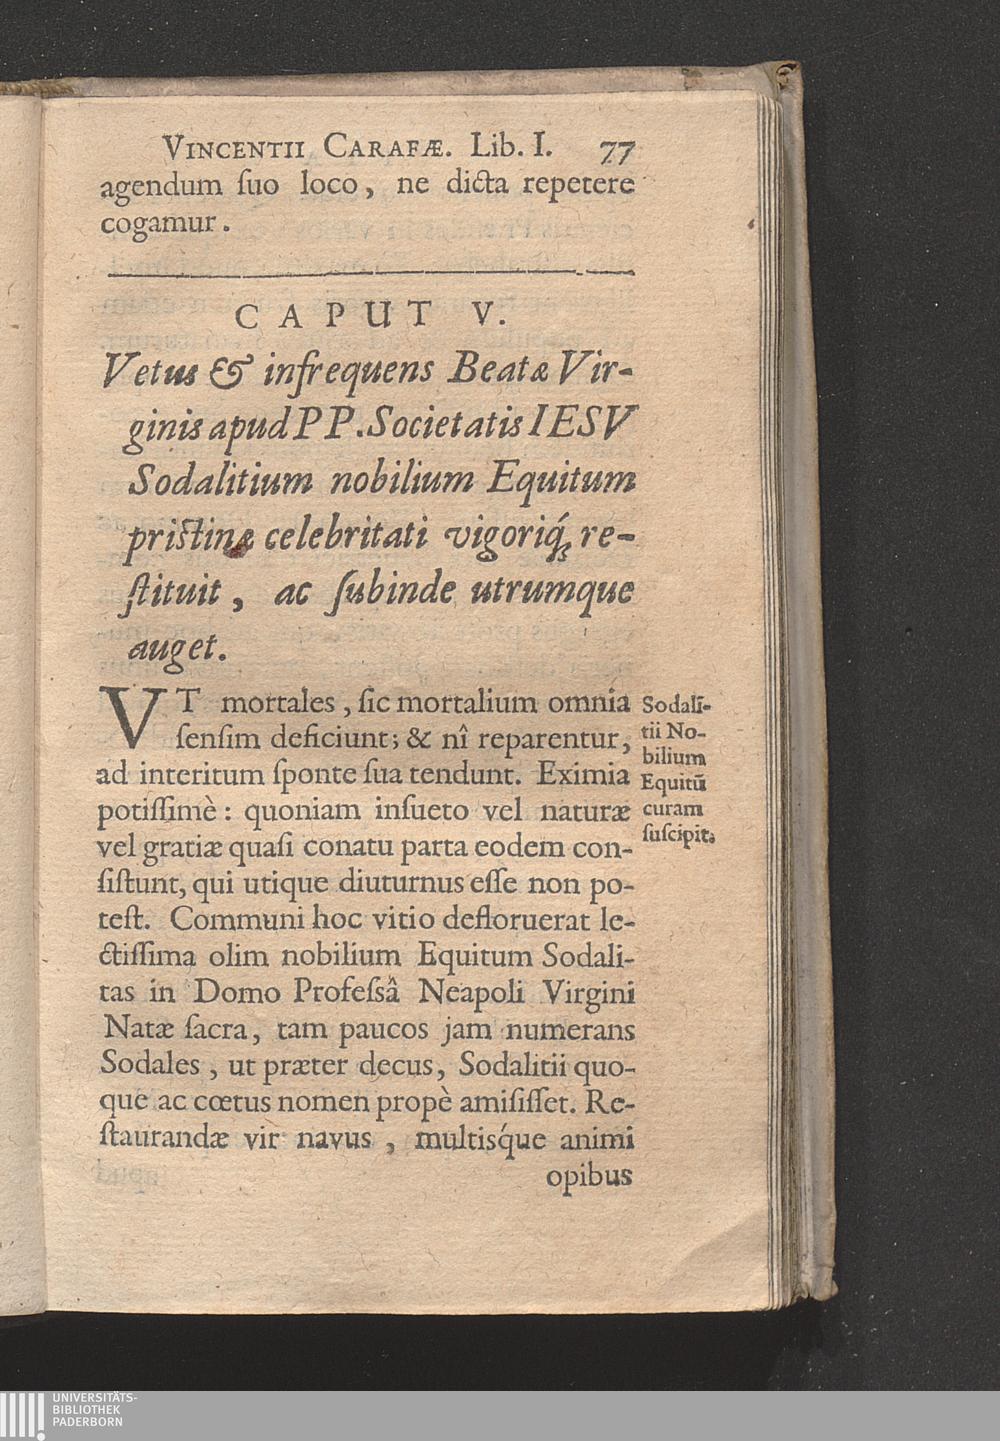 VINCENTII CARAFÆ. Lib. I. 77
agendum ſuo loco, ne dicta repetere
cogamur.
CAPUT V.
Vetus & infrequens Beatæ Vir-
ginis apud PP. Societatis IESV
Sodalitium nobilium Equitum
priſtinæ celebritati vigoriq́; re-
ſtituit, ac ſubinde utrumque
auget.
VT mortales, ſic mortalium omnia
ſenſim deficiunt; & nî reparentur,
ad interitum ſponte ſua tendunt. Eximia
potiſſimè: quoniam inſueto vel naturæ
vel gratiæ quaſi conatu parta eodem con-
ſiſtunt, qui utique diuturnus eſſe non po-
teſt. Communi hoc vitio defloruerat le-
ctiſſima olim nobilium Equitum Sodali-
tas in Domo Profeſsâ Neapoli Virgini
Natæ ſacra, tam paucos jam numerans
Sodales, ut præter decus, Sodalitii quo-
que ac cœtus nomen propè amiſiſſet. Re-
ſtaurandæ vir navus, multisq́ue animi
opibus
Sodali-
tii No-
bilium
Equitū
curam
ſuſcipit.
UNIVERSITÄTS-
BIBLIOTHEK
PADERBORN